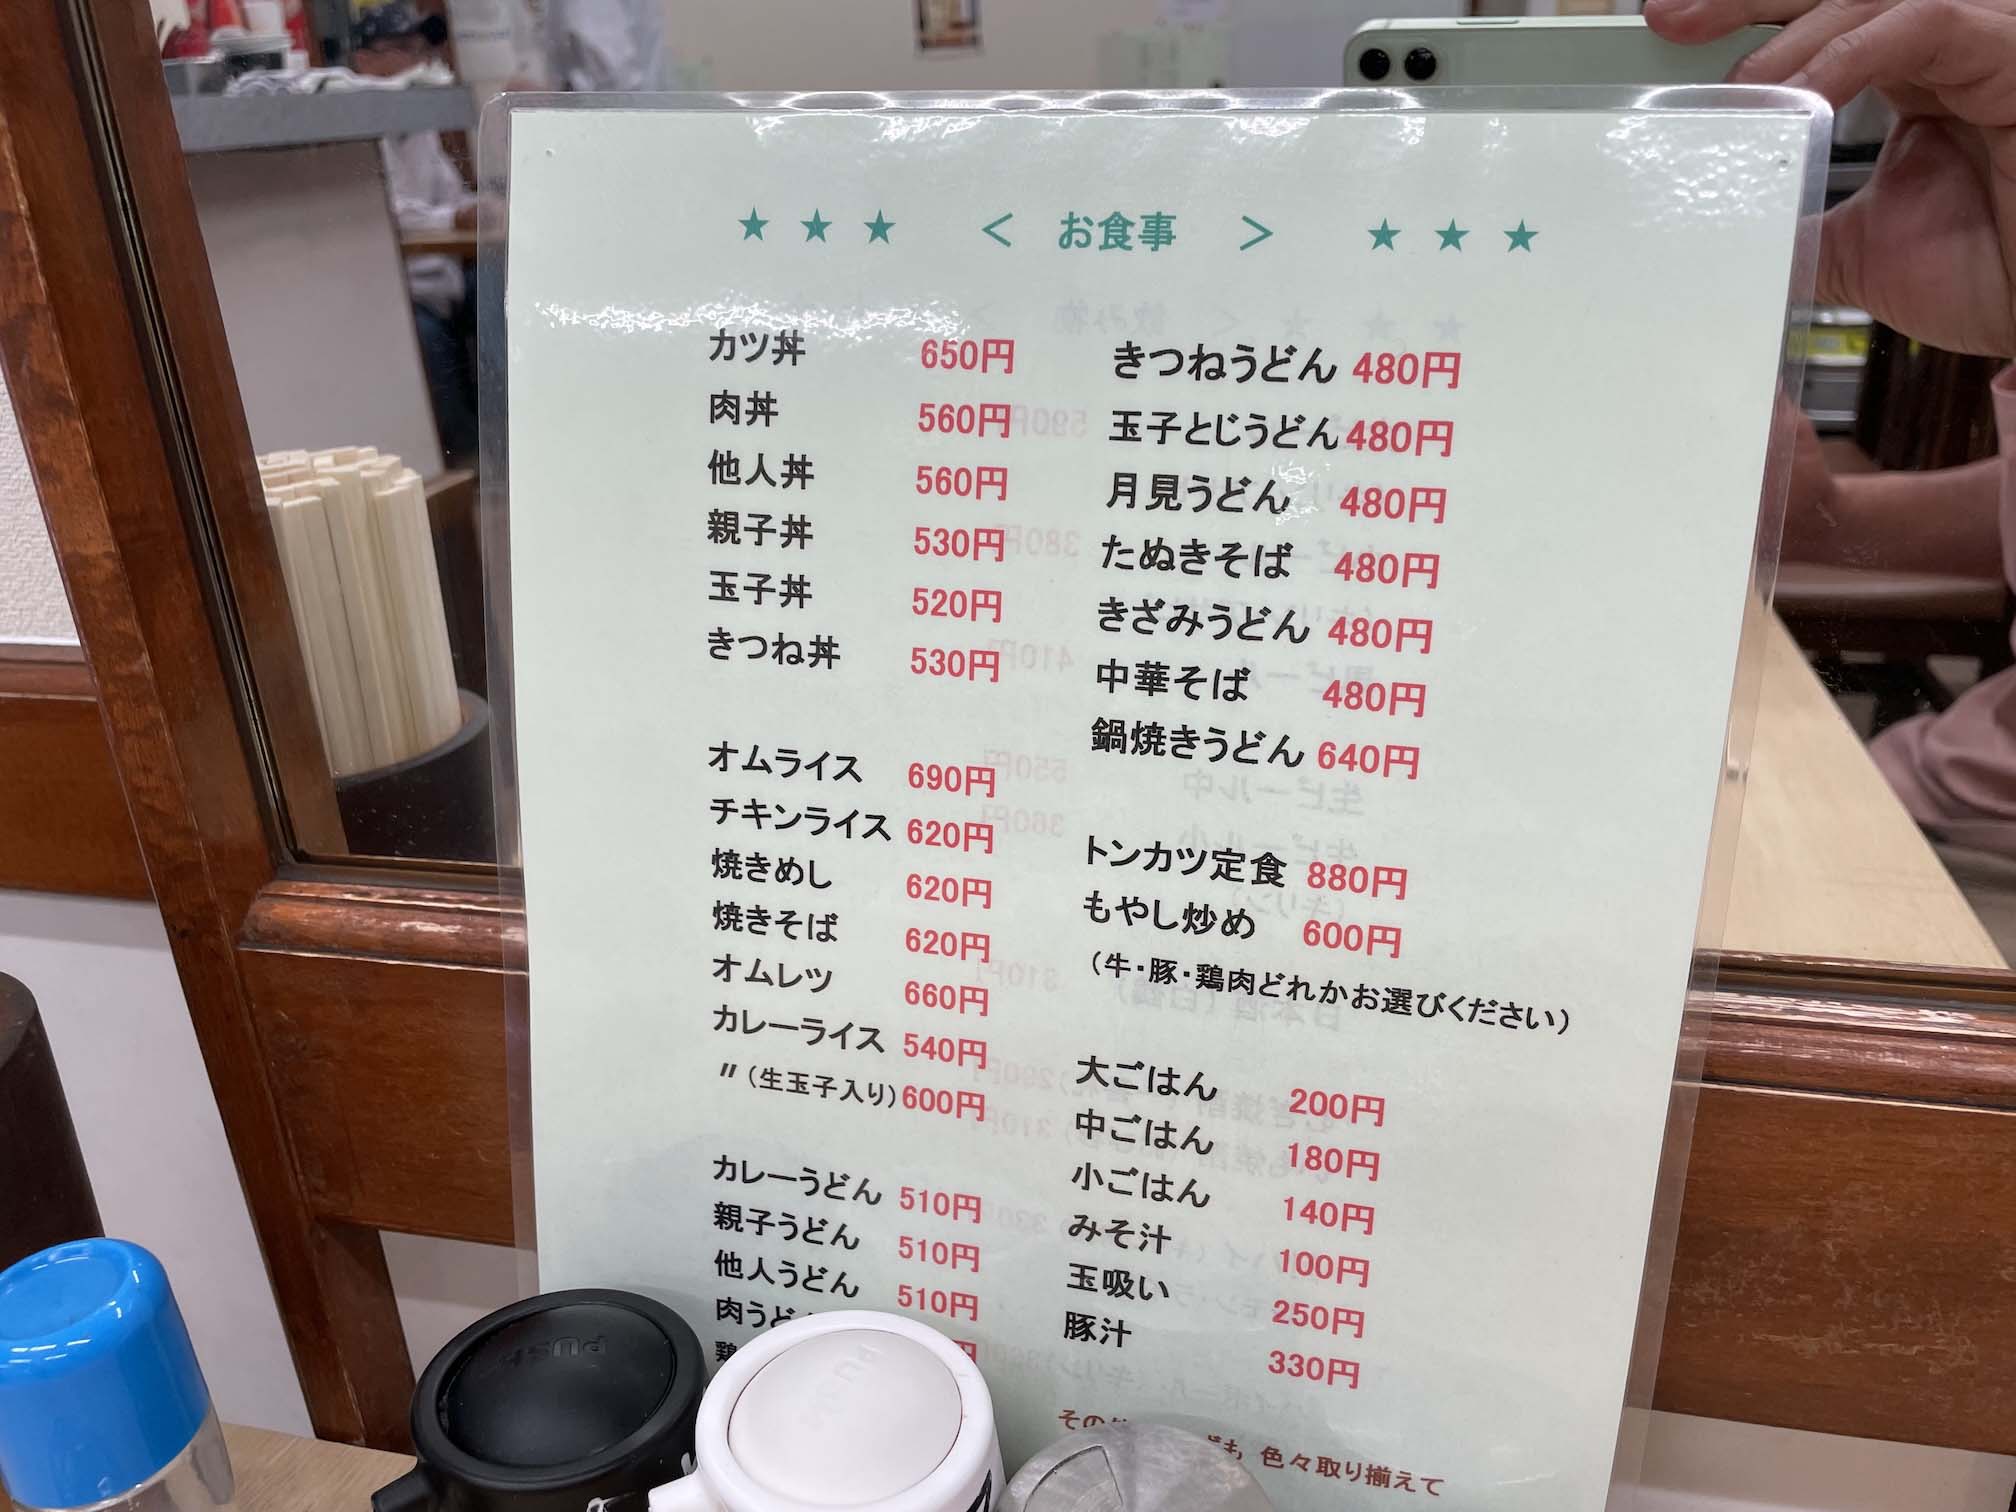 ★ ★ ★ ＜ お食事 ＞ ★ ★ ★
カツ丼 650円
肉丼 560円
他人丼 560円
親子丼 530円
玉子丼 520円
きつね丼 530円
オムライス 690円
チキンライス 620円
焼きめし 620円
焼きそば 620円
オムレツ 660円
カレーライス 540円
〃（生玉子入り）600円
カレーうどん 510円
親子うどん 510円
他人うどん 510円
肉うど
鶏
きつねうどん 480円
玉子とじうどん 480円
月見うどん 480円
たぬきそば 480円
きざみうどん 480円
中華そば 480円
鍋焼きうどん 640円
トンカツ定食 880円
もやし炒め 600円
（牛・豚・鶏肉どれかお選びください）
大ごはん 200円
中ごはん 180円
小ごはん 140円
みそ汁 100円
玉吸い 250円
豚汁 330円
その 色々取り揃えて
PUSH